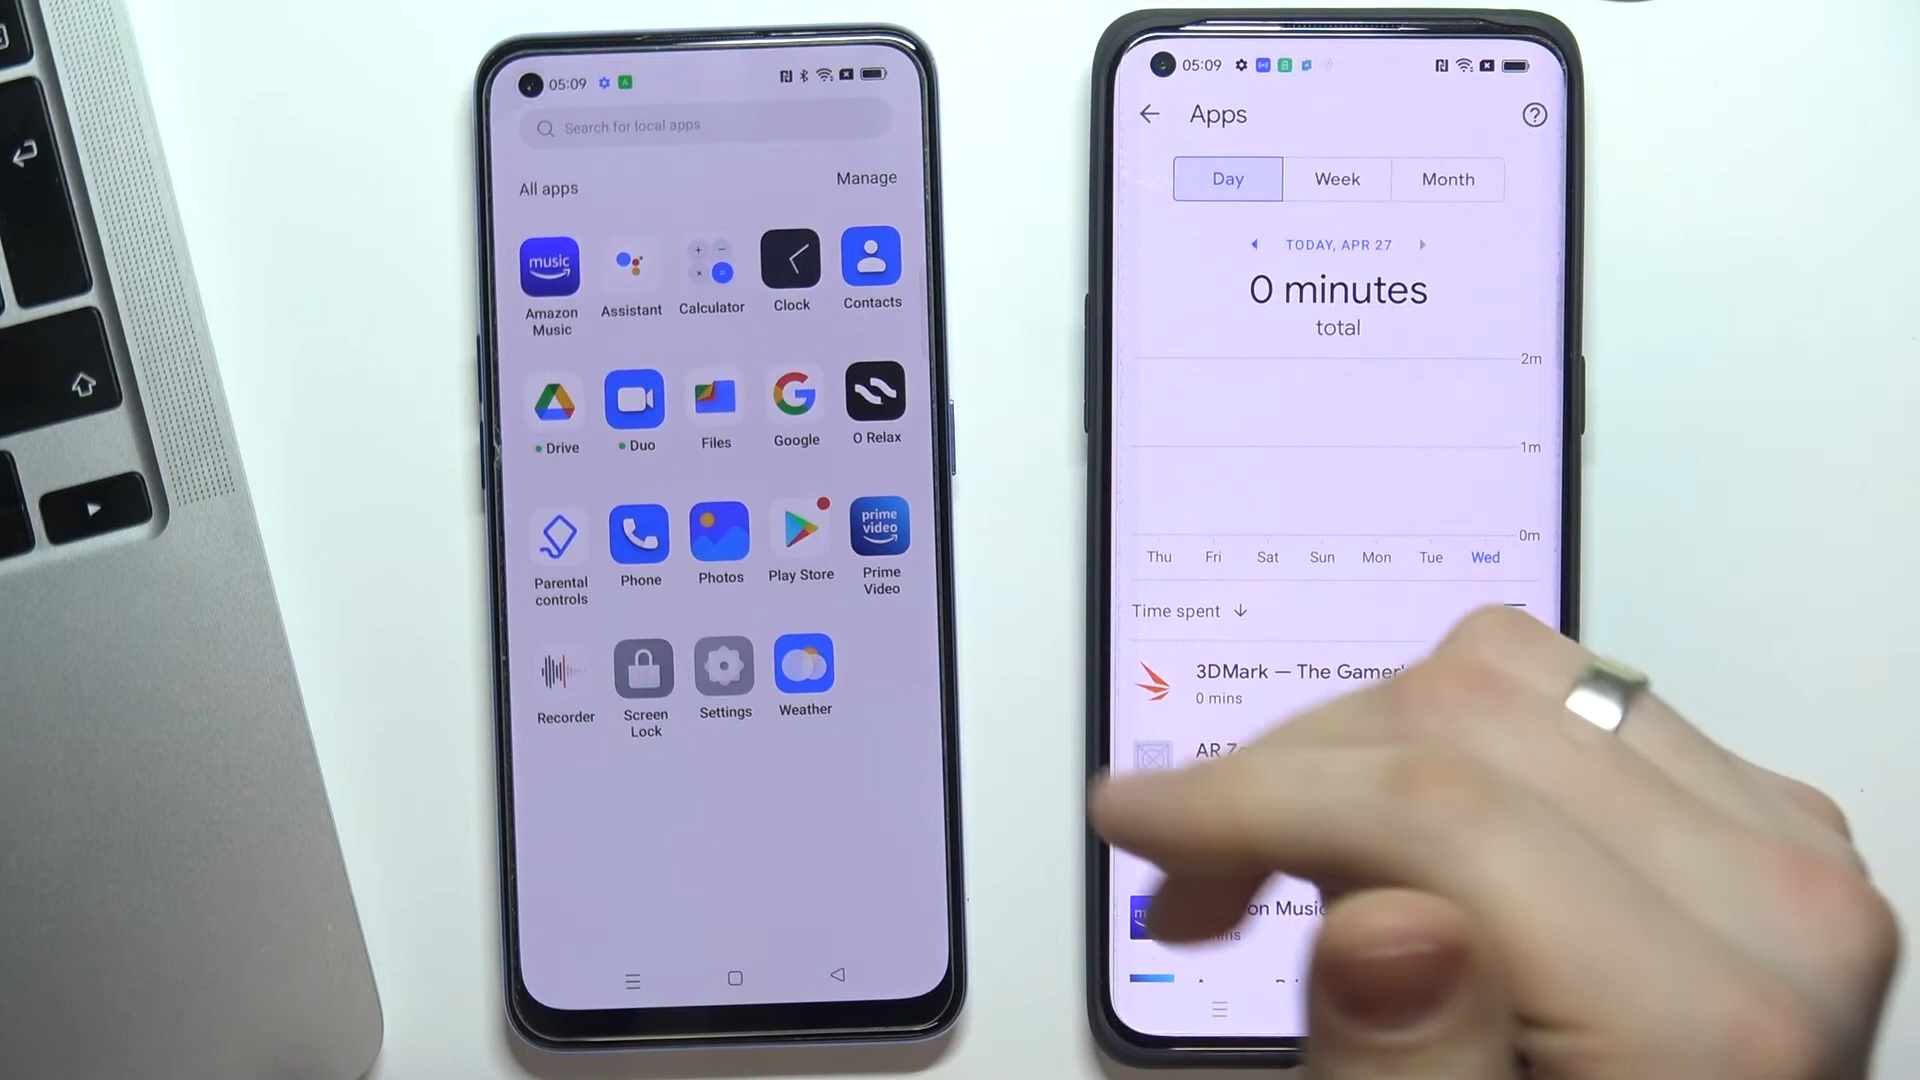 05:09
Search for local apps
All apps
Manage
music
Amazon
Music
Assistant
Calculator
Clock
Contacts
Drive
Duo
Files
Google
O Relax
prime
video
Parental
controls
Phone
Photos
Play Store
Prime
Video
Recorder
Screen
Lock
Settings
Weather
05:09
Apps
Day
Week
Month
TODAY, APR 27
0 minutes
total
2m
1m
0m
Thu
Fri
Sat
Sun
Mon
Tue
Wed
Time spent
3DMark — The Gamer'
0 mins
AR
on Music